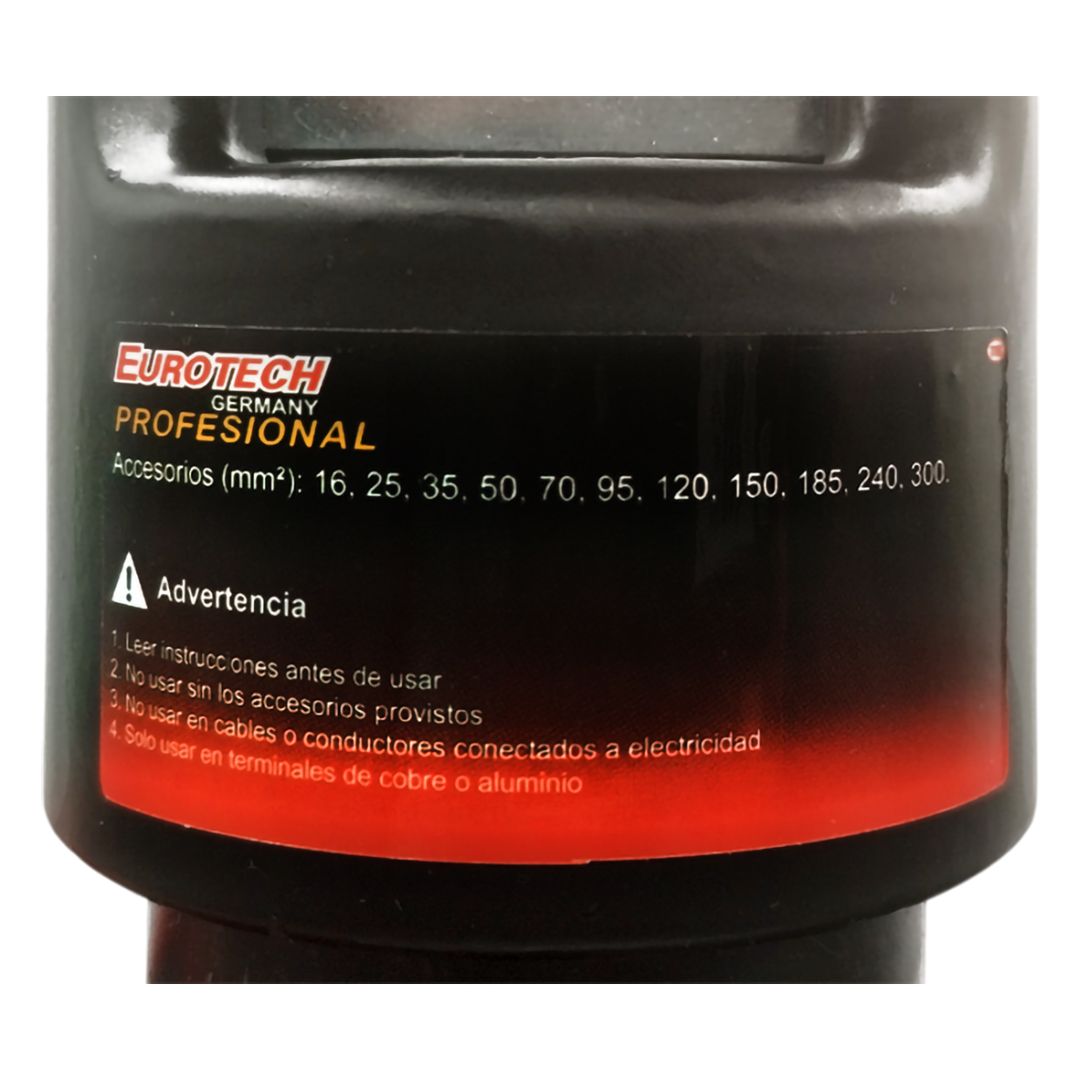 EUROTECH
GERMANY
PROFESIONAL
Accesorios (mm²): 16, 25, 35, 50, 70, 95, 120, 150, 185, 240, 300.
Advertencia
1. Leer instrucciones antes de usar
2. No usar sin los accesorios provistos
3. No usar en cables o conductores conectados a electricidad
4. Solo usar en terminales de cobre o aluminio